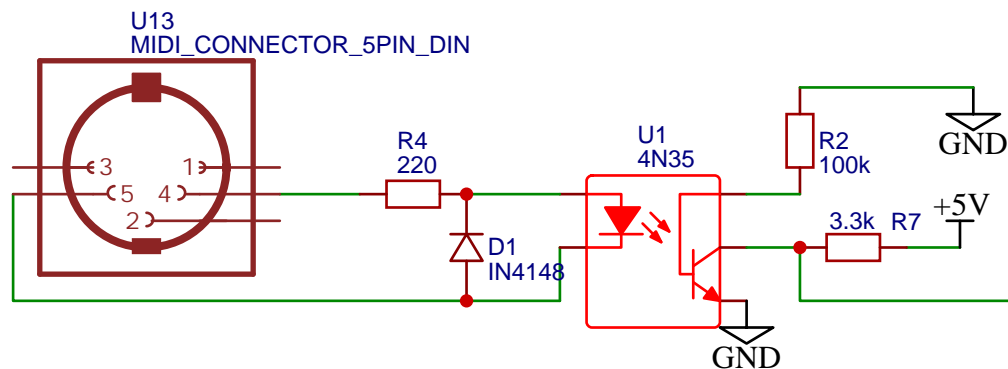 U13
MIDI_CONNECTOR_5PIN_DIN
3
1
5
4
2
R4
220
D1
IN4148
U1
4N35
R2
100k
GND
+5V
3.3k R7
GND